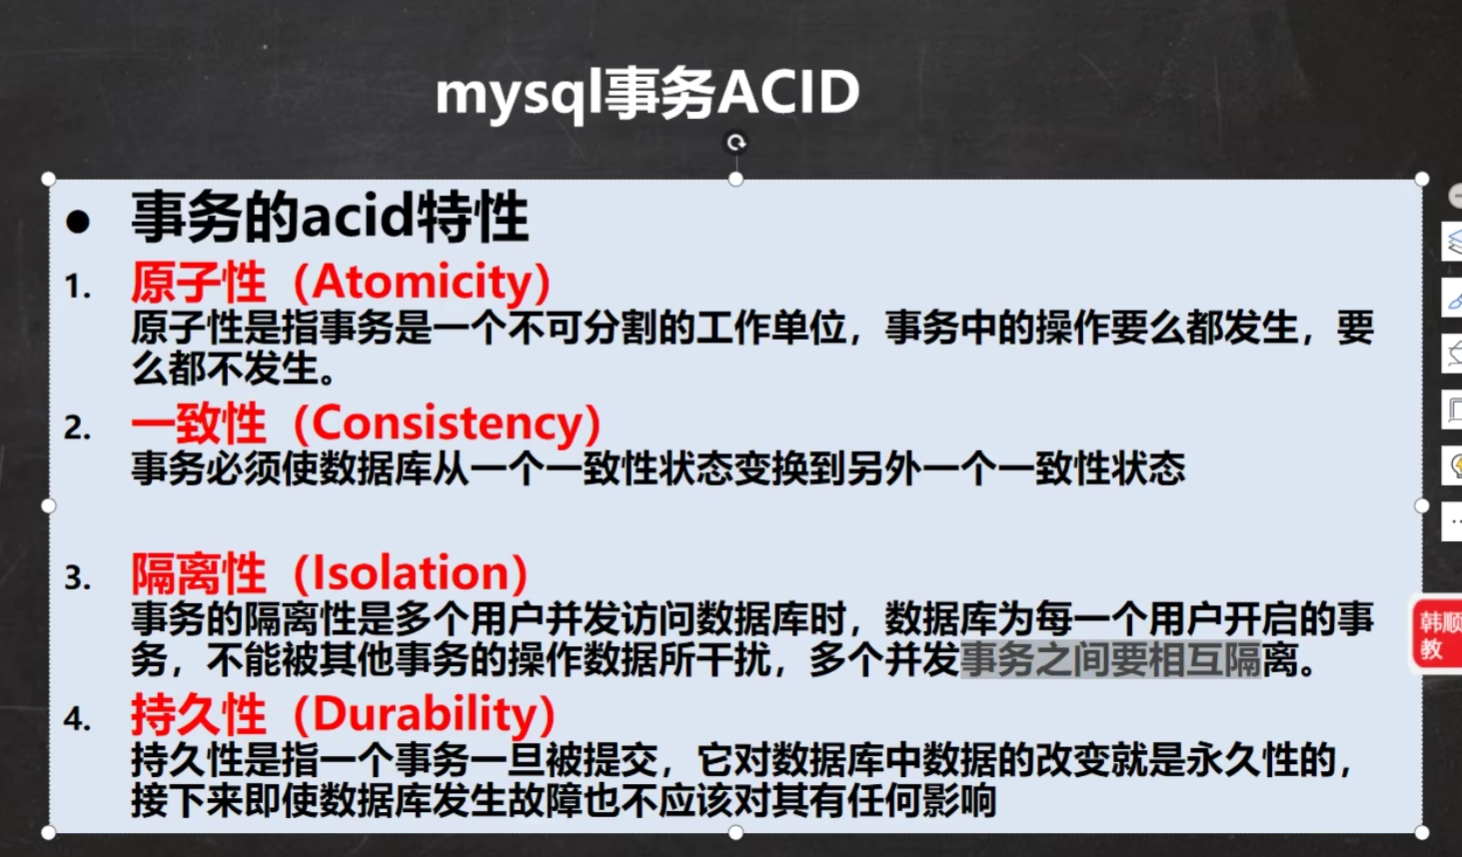 mysql事务ACID
● 事务的acid特性
1. 原子性（Atomicity）
原子性是指事务是一个不可分割的工作单位，事务中的操作要么都发生，要
么都不发生。
2. 一致性（Consistency）
事务必须使数据库从一个一致性状态变换到另外一个一致性状态
3. 隔离性（Isolation）
事务的隔离性是多个用户并发访问数据库时，数据库为每一个用户开启的事
务，不能被其他事务的操作数据所干扰，多个并发事务之间要相互隔离。
4. 持久性（Durability）
持久性是指一个事务一旦被提交，它对数据库中数据的改变就是永久性的，
接下来即使数据库发生故障也不应该对其有任何影响
韩顺
教